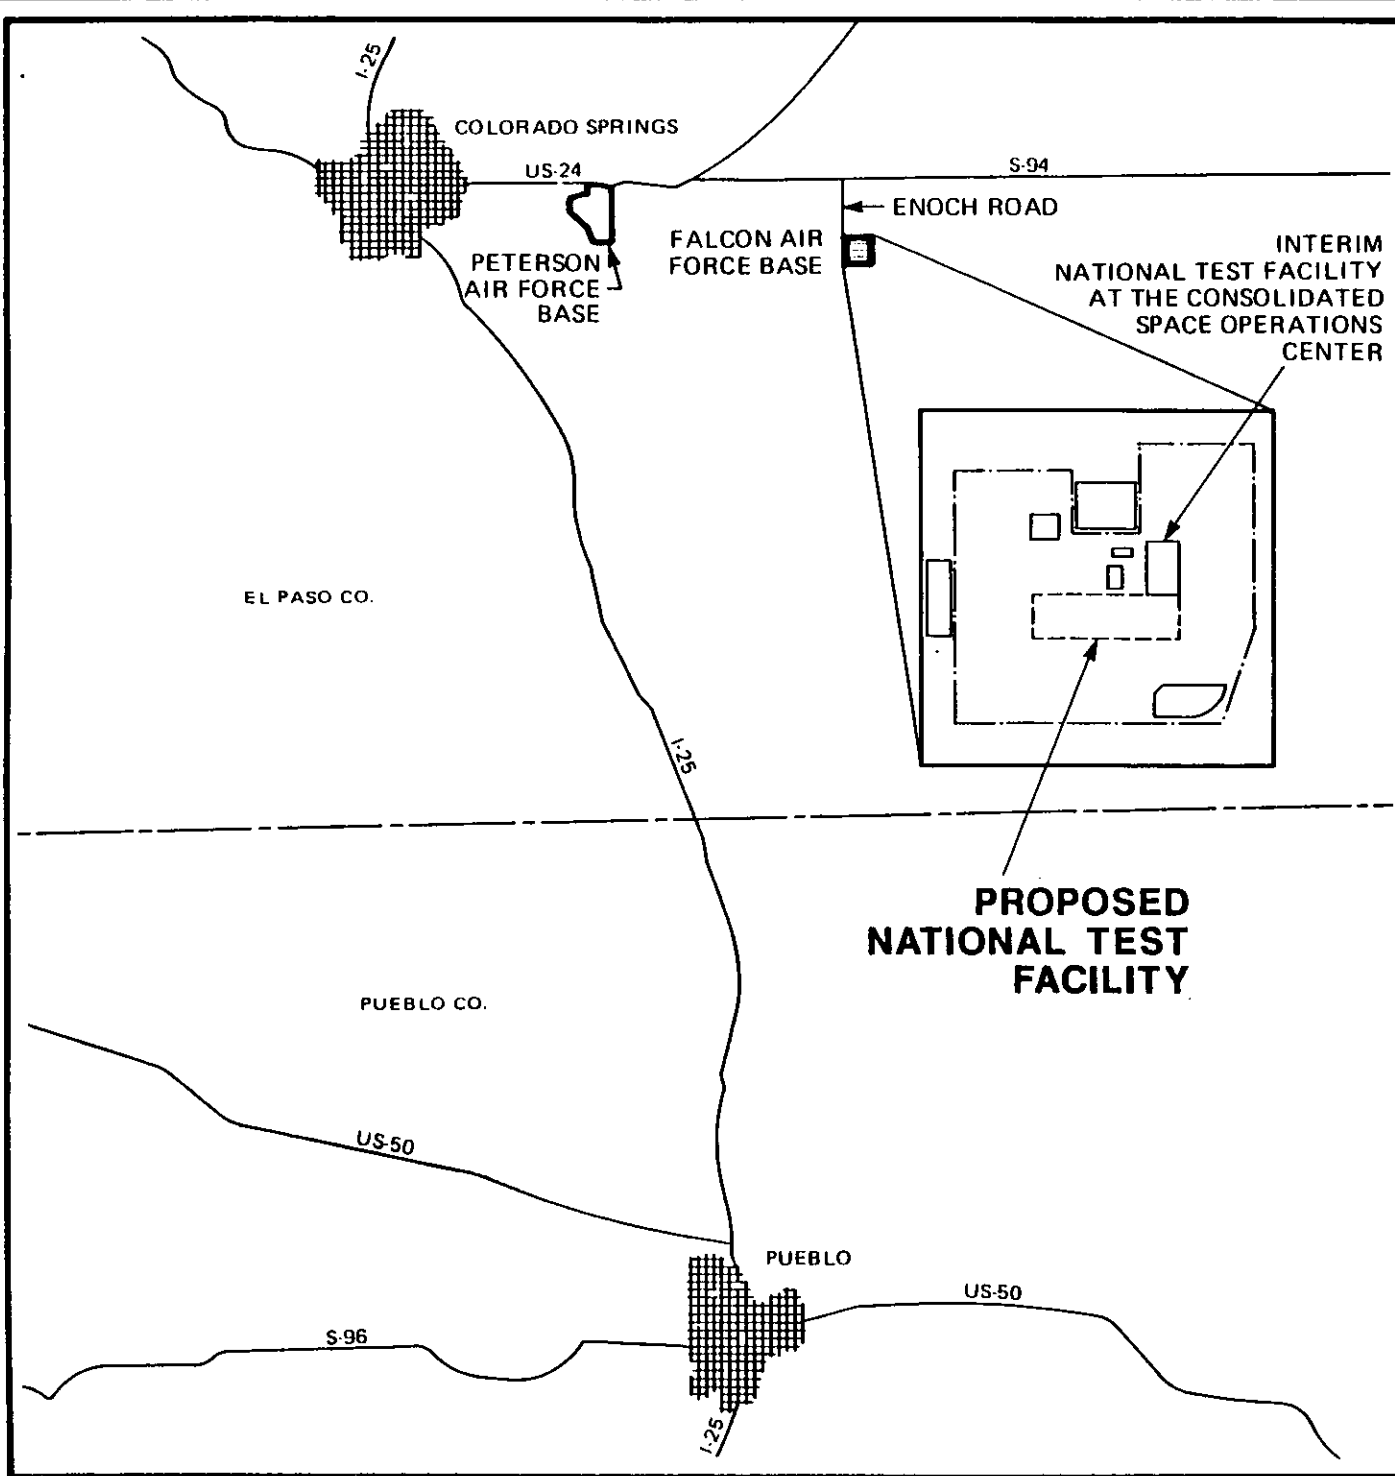 I-25
COLORADO SPRINGS
US-24
S-94
ENOCH ROAD
PETERSON
AIR FORCE
BASE
FALCON AIR
FORCE BASE
INTERIM
NATIONAL TEST FACILITY
AT THE CONSOLIDATED
SPACE OPERATIONS
CENTER
EL PASO CO.
I-25
PROPOSED
NATIONAL TEST
FACILITY
PUEBLO CO.
US-50
PUEBLO
US-50
S-96
I-25